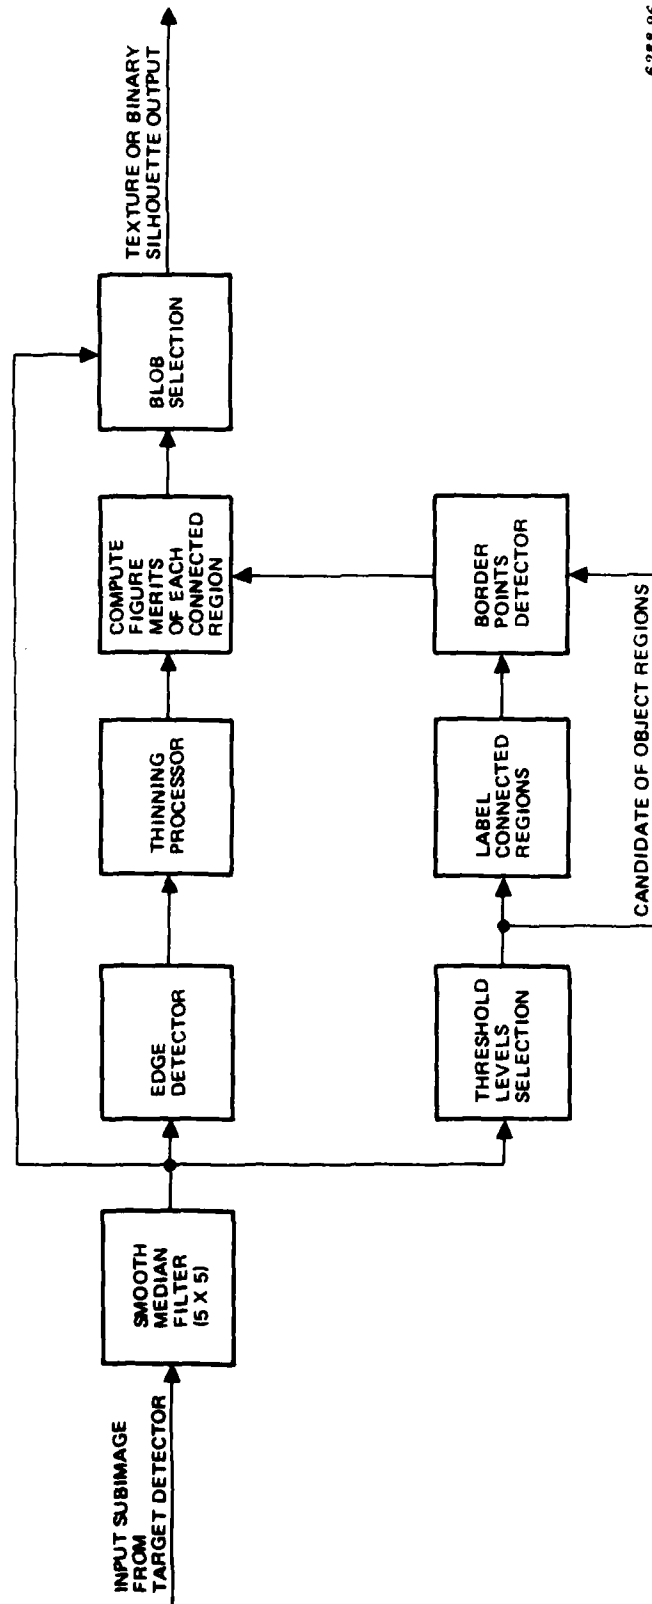 INPUT SUBIMAGE
FROM
TARGET DETECTOR
SMOOTH
MEDIAN
FILTER
(5 X 5)
EDGE
DETECTOR
THINNING
PROCESSOR
COMPUTE
FIGURE
MERITS
OF EACH
CONNECTED
REGION
BLOB
SELECTION
TEXTURE OR BINARY
SILHOUETTE OUTPUT
THRESHOLD
LEVELS
SELECTION
LABEL
CONNECTED
REGIONS
BORDER
POINTS
DETECTOR
CANDIDATE OF OBJECT REGIONS